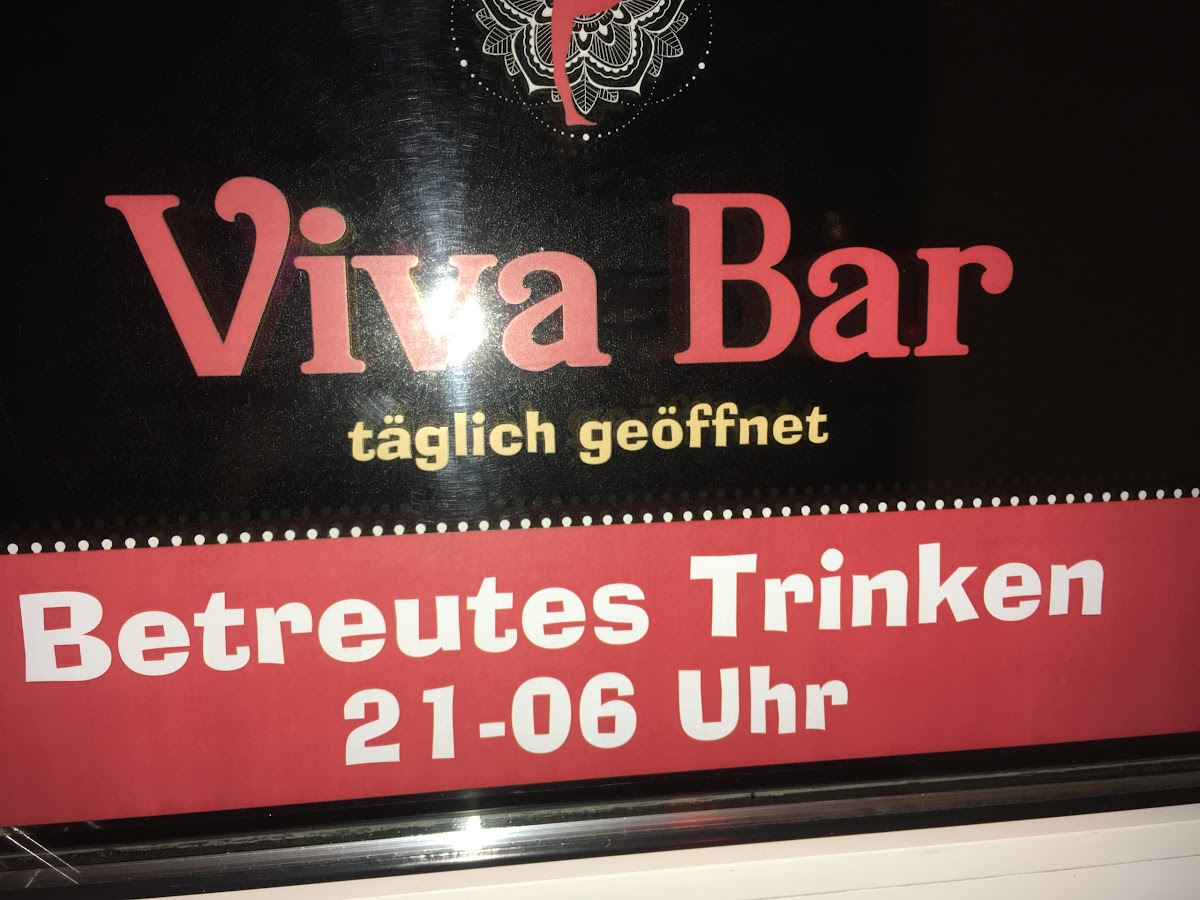 Viva Bar
täglich geöffnet
Betreutes Trinken
21-06 Uhr